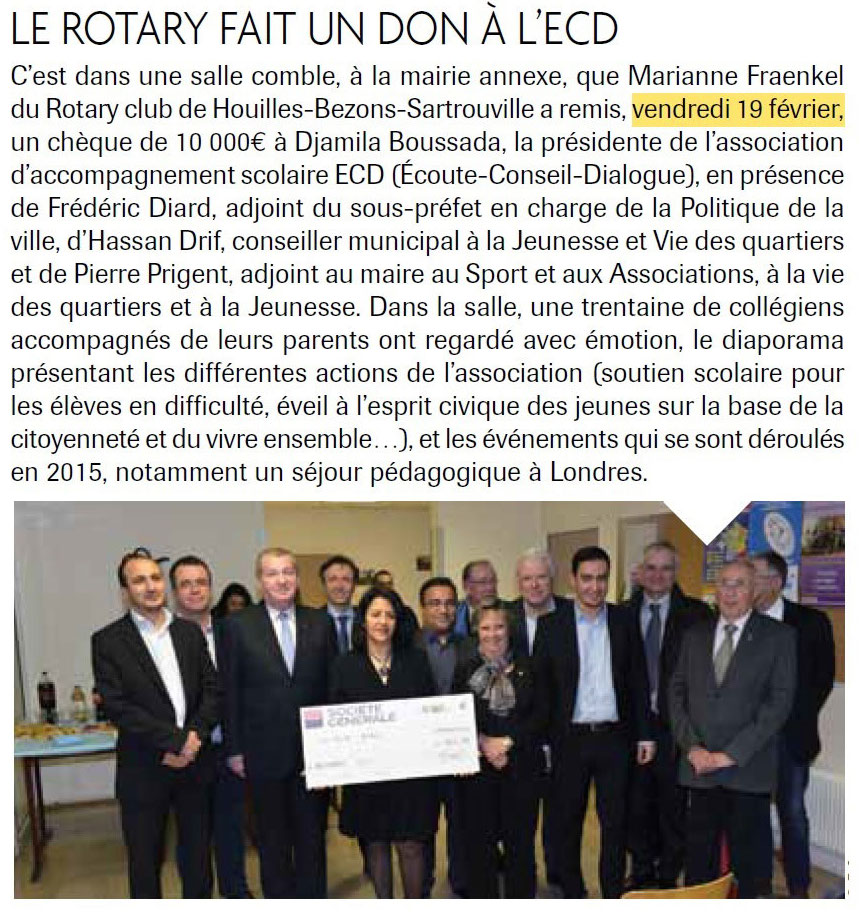 LE ROTARY FAIT UN DON À L’ECD
C’est dans une salle comble, à la mairie annexe, que Marianne Fraenkel
du Rotary club de Houilles-Bezons-Sartrouville a remis, vendredi 19 février,
un chèque de 10 000€ à Djamila Boussada, la présidente de l’association
d’accompagnement scolaire ECD (Écoute-Conseil-Dialogue), en présence
de Frédéric Diard, adjoint du sous-préfet en charge de la Politique de la
ville, d’Hassan Drif, conseiller municipal à la Jeunesse et Vie des quartiers
et de Pierre Prigent, adjoint au maire au Sport et aux Associations, à la vie
des quartiers et à la Jeunesse. Dans la salle, une trentaine de collégiens
accompagnés de leurs parents ont regardé avec émotion, le diaporama
présentant les différentes actions de l’association (soutien scolaire pour
les élèves en difficulté, éveil à l’esprit civique des jeunes sur la base de la
citoyenneté et du vivre ensemble…), et les événements qui se sont déroulés
en 2015, notamment un séjour pédagogique à Londres.
SOCIETE
GENERALE